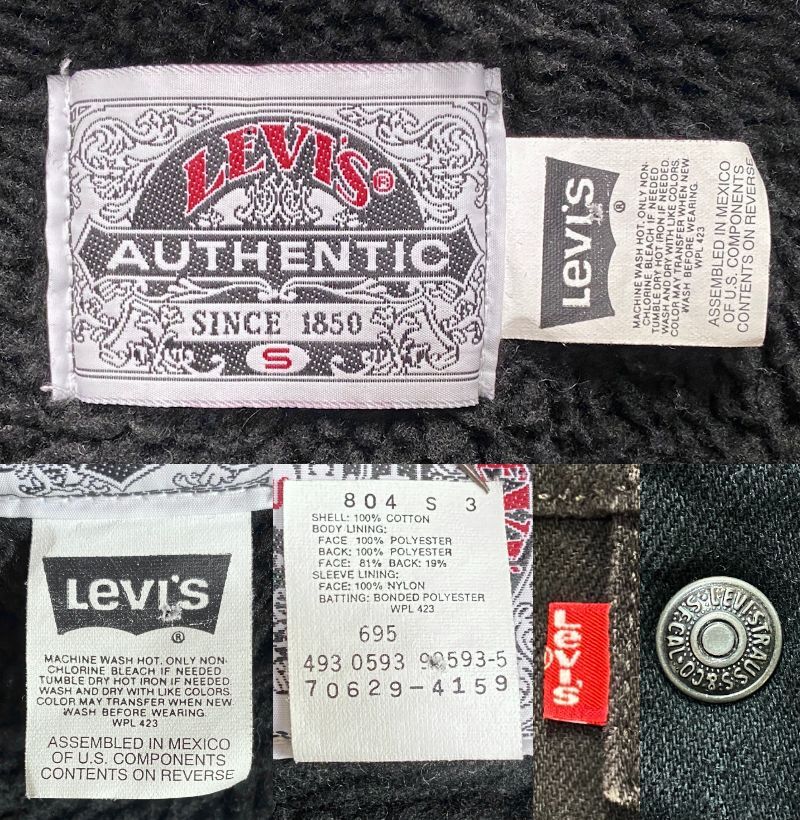 LEVI'S®
AUTHENTIC
SINCE 1850
S
LEVI'S
®
MACHINE WASH HOT. ONLY NON-
CHLORINE BLEACH IF NEEDED
TUMBLE DRY HOT IRON IF NEEDED
WASH AND DRY WITH LIKE COLORS.
COLOR MAY TRANSFER WHEN NEW
WASH BEFORE WEARING.
WPL 423
ASSEMBLED IN MEXICO
OF U.S. COMPONENTS
CONTENTS ON REVERSE
LEVI'S
®
MACHINE WASH HOT. ONLY NON-
CHLORINE BLEACH IF NEEDED
TUMBLE DRY HOT IRON IF NEEDED
WASH AND DRY WITH LIKE COLORS.
COLOR MAY TRANSFER WHEN NEW
WASH BEFORE WEARING.
WPL 423
ASSEMBLED IN MEXICO
OF U.S. COMPONENTS
CONTENTS ON REVERSE
804 S 3
SHELL: 100% COTTON
BODY LINING:
FACE: 100% POLYESTER
BACK: 100% POLYESTER
FACE: 81% BACK: 19%
SLEEVE LINING:
FACE: 100% NYLON
BATTING: BONDED POLYESTER
WPL 423
695
493 0593
70629-4159
Levi's
LEVI STRAUSS & CO. S.F. CAL.